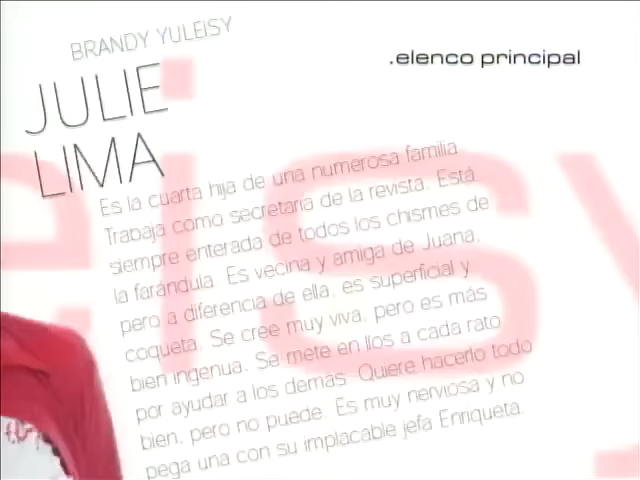 BRANDY YULEISY
.elenco principal
JULIE
LIMA
Es la cuarta hija de una numerosa familia.
Trabaja como secretaria de la revista. Está
siempre enterada de todos los chismes de
la farándula. Es vecina y amiga de Juana,
pero a diferencia de ella, es superficial y
coqueta. Se cree muy viva, pero es más
bien ingenua. Se mete en líos a cada rato
por ayudar a los demás. Quiere hacerlo todo
bien, pero no puede. Es muy nerviosa y no
pega una con su implacable jefa Enriqueta.
eisy